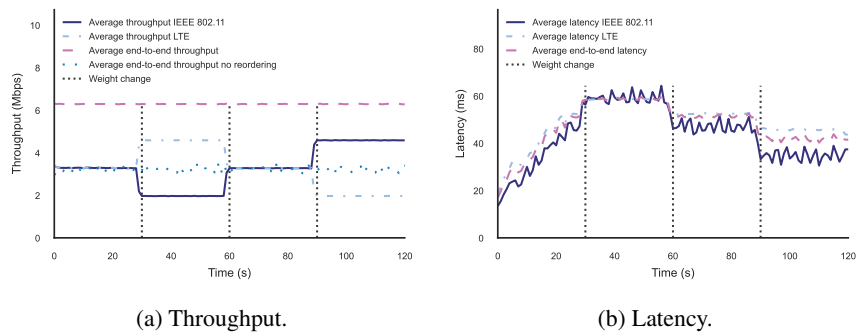 Average throughput IEEE 802.11
Average throughput LTE
Average end-to-end throughput
Average end-to-end throughput no reordering
Weight change
Throughput (Mbps)
10
8
6
4
2
0
0 20 40 60 80 100 120
Time (s)
(a) Throughput.
Average latency IEEE 802.11
Average latency LTE
Average end-to-end latency
Weight change
Latency (ms)
80
60
40
20
0
0 20 40 60 80 100 120
Time (s)
(b) Latency.